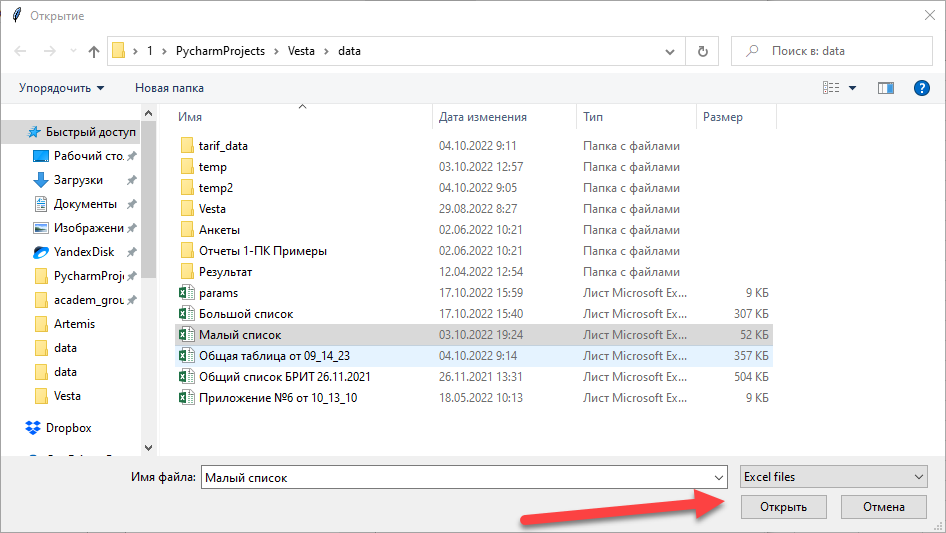 Открытие
1 > PycharmProjects > Vesta > data
Поиск в: data
Упорядочить
Новая папка
Быстрый доступ
Рабочий сто.
Загрузки
Документы
Изображени
YandexDisk
PycharmProje
academ_grou
Artemis
data
data
Vesta
Dropbox
Имя Дата изменения Тип Размер
tarif_data 04.10.2022 9:11 Папка с файлами
temp 03.10.2022 12:57 Папка с файлами
temp2 04.10.2022 9:05 Папка с файлами
Vesta 29.08.2022 8:27 Папка с файлами
Анкеты 02.06.2022 10:21 Папка с файлами
Отчеты 1-ПК Примеры 02.06.2022 10:21 Папка с файлами
Результат 12.04.2022 12:54 Папка с файлами
params 17.10.2022 15:59 Лист Microsoft Ex... 9 КБ
Большой список 17.10.2022 15:40 Лист Microsoft Ex... 307 КБ
Малый список 03.10.2022 19:24 Лист Microsoft Ex... 52 КБ
Общая таблица от 09_14_23 04.10.2022 9:14 Лист Microsoft Ex... 357 КБ
Общий список БРИТ 26.11.2021 26.11.2021 13:31 Лист Microsoft Ex... 504 КБ
Приложение №6 от 10_13_10 18.05.2022 10:13 Лист Microsoft Ex... 9 КБ
Имя файла: Малый список Excel files
Открыть Отмена